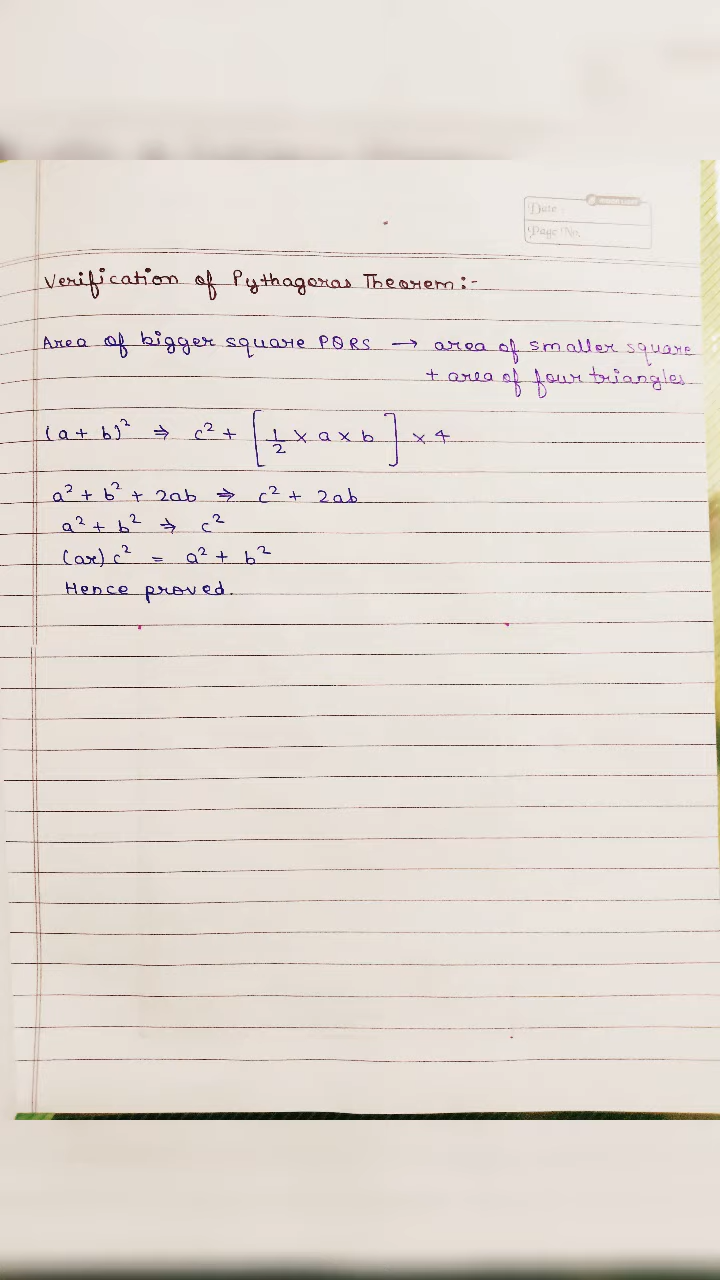 Date :
Page No.
Verification of Pythagoras Theorem :-
Area of bigger square PQRS → area of smaller square
+ area of four triangles
(a + b)² ⇒ c² + [1/2 × a × b] × 4
a² + b² + 2ab ⇒ c² + 2ab
a² + b² ⇒ c²
(or) c² = a² + b²
Hence proved.